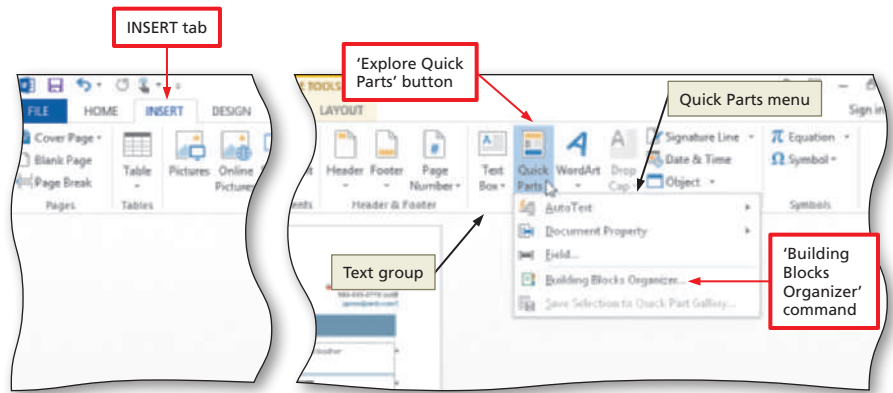 INSERT tab
'Explore Quick
Parts' button
Quick Parts menu
FILE HOME INSERT DESIGN
LAYOUT
Sign in
Cover Page
Blank Page
Page Break
Pages
Table
Tables
Pictures
Online
Pictures
Header
Footer
Page
Number
Header & Footer
Text
Box
Quick
Parts
WordArt
Drop
Cap
Signature Line
Date & Time
Object
Equation
Symbol
Symbols
AutoText
Document Property
Field...
Building Blocks Organizer...
Save Selection to Quick Part Gallery...
Text group
'Building
Blocks
Organizer'
command